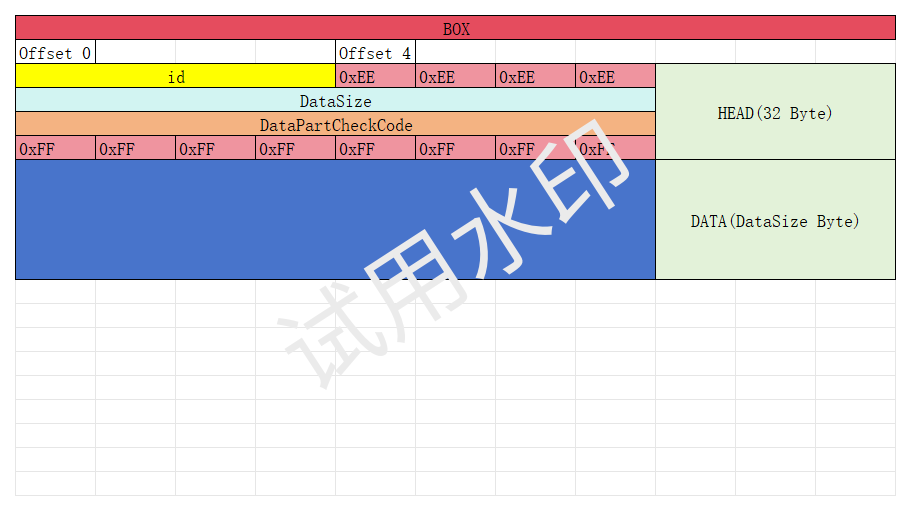 BOX
Offset 0 Offset 4
id 0xEE 0xEE 0xEE 0xEE
DataSize
HEAD(32 Byte)
DataPartCheckCode
0xFF 0xFF 0xFF 0xFF 0xFF 0xFF 0xFF 0xFF
DATA(DataSize Byte)
试用水印